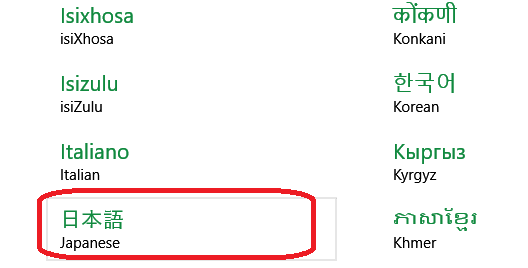 Isixhosa
isiXhosa
Isizulu
isiZulu
Italiano
Italian
日本語
Japanese
कोंकणी
Konkani
한국어
Korean
Кыргыз
Kyrgyz
ភាសាខ្មែរ
Khmer